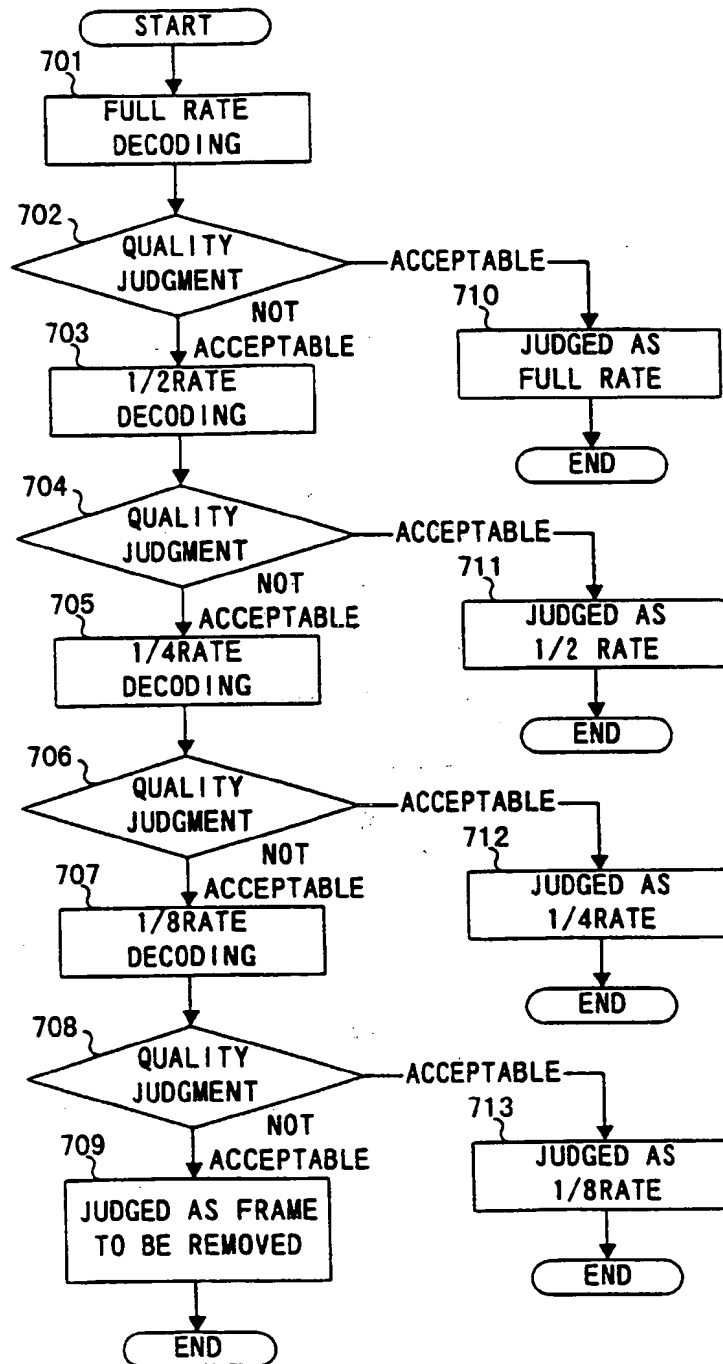 START
701
FULL RATE
DECODING
702
QUALITY
JUDGMENT
ACCEPTABLE
NOT
ACCEPTABLE
710
JUDGED AS
FULL RATE
END
703
1/2RATE
DECODING
704
QUALITY
JUDGMENT
ACCEPTABLE
NOT
ACCEPTABLE
711
JUDGED AS
1/2 RATE
END
705
1/4RATE
DECODING
706
QUALITY
JUDGMENT
ACCEPTABLE
NOT
ACCEPTABLE
712
JUDGED AS
1/4RATE
END
707
1/8RATE
DECODING
708
QUALITY
JUDGMENT
ACCEPTABLE
NOT
ACCEPTABLE
713
JUDGED AS
1/8RATE
END
709
JUDGED AS FRAME
TO BE REMOVED
END